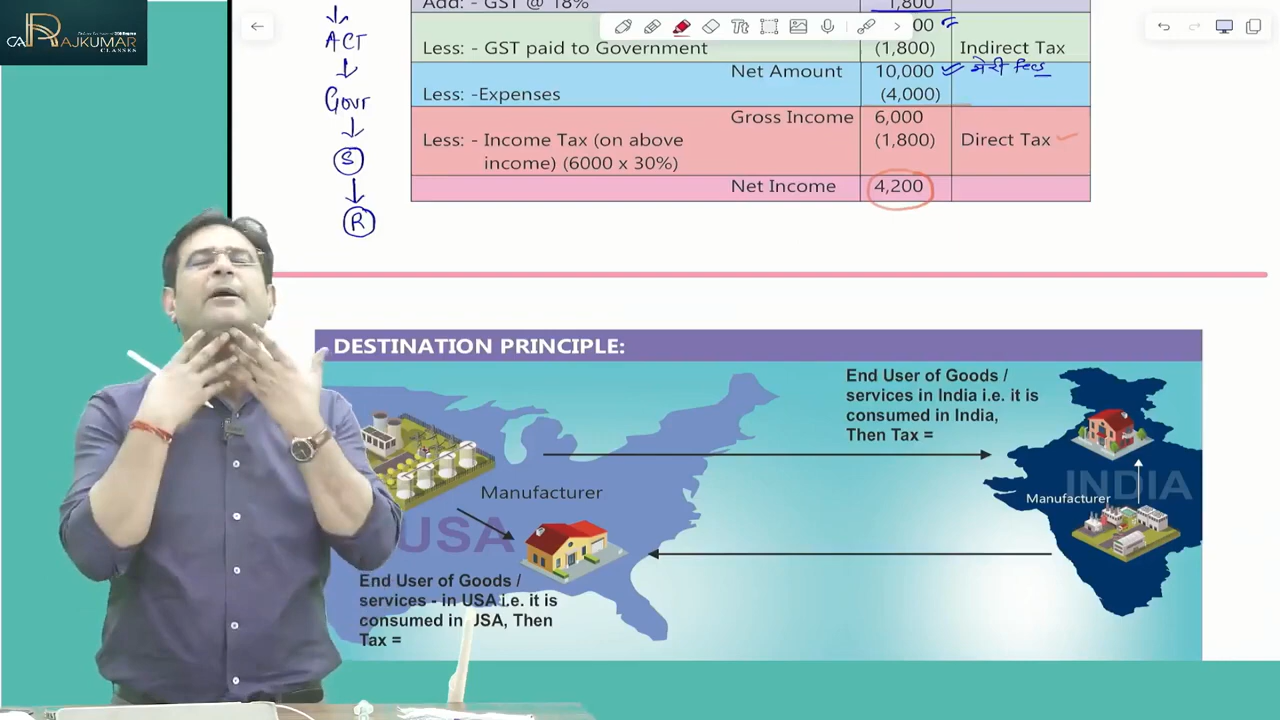 CA RAJKUMAR
CLASSES
ACT
Govt
S
R
Add: - GST @ 18% 1,800
Less: - GST paid to Government (1,800) Indirect Tax
Net Amount 10,000 मेरी fees
Less: -Expenses (4,000)
Gross Income 6,000
Less: - Income Tax (on above (1,800) Direct Tax
income) (6000 x 30%)
Net Income 4,200
DESTINATION PRINCIPLE:
End User of Goods /
services in India i.e. it is
consumed in India,
Then Tax =
Manufacturer
INDIA
Manufacturer
USA
End User of Goods /
services - in USA i.e. it is
consumed in USA, Then
Tax =